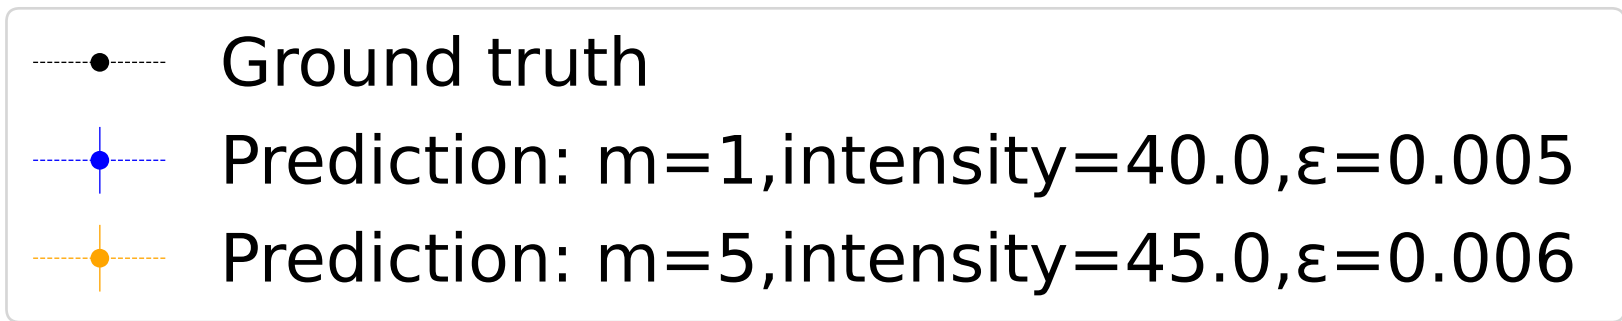 Ground truth
Prediction: m=1,intensity=40.0,ε=0.005
Prediction: m=5,intensity=45.0,ε=0.006